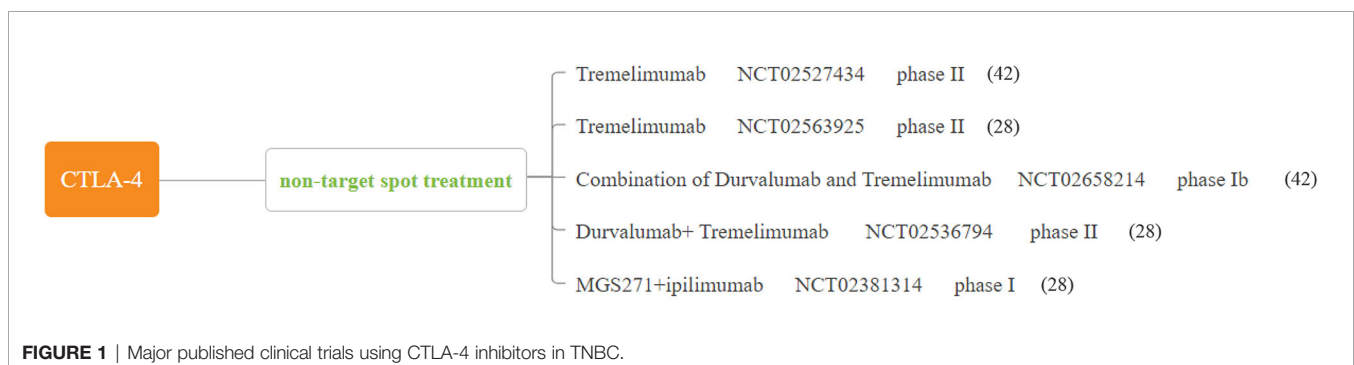 Tremelimumab NCT02527434 phase II (42)
Tremelimumab NCT02563925 phase II (28)
CTLA-4
non-target spot treatment
Combination of Durvalumab and Tremelimumab NCT02658214 phase Ib (42)
Durvalumab+ Tremelimumab NCT02536794 phase II (28)
MGS271+ipilimumab NCT02381314 phase I (28)
FIGURE 1 | Major published clinical trials using CTLA-4 inhibitors in TNBC.